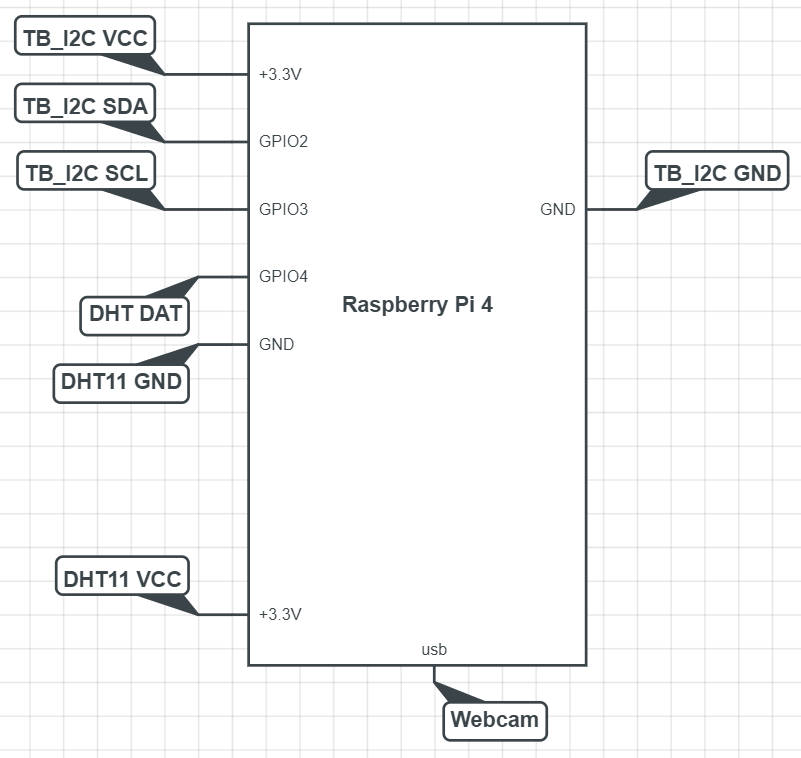 TB_I2C VCC
+3.3V
TB_I2C SDA
GPIO2
TB_I2C SCL
GPIO3
TB_I2C GND
GND
GPIO4
DHT DAT
Raspberry Pi 4
GND
DHT11 GND
DHT11 VCC
+3.3V
usb
Webcam